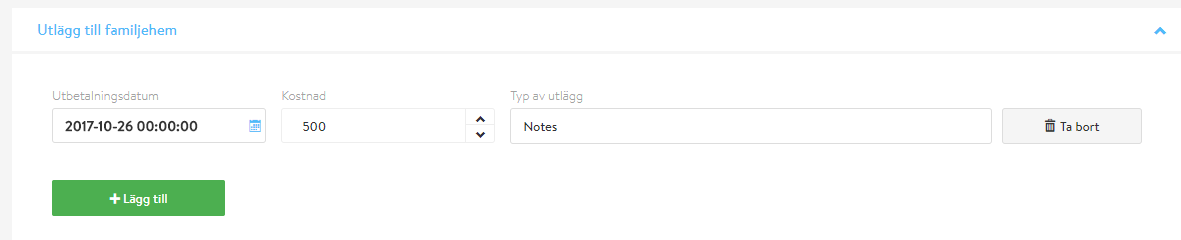 Utlägg till familjehem
Utbetalningsdatum Kostnad Typ av utlägg
2017-10-26 00:00:00 500 Notes Ta bort
Lägg till